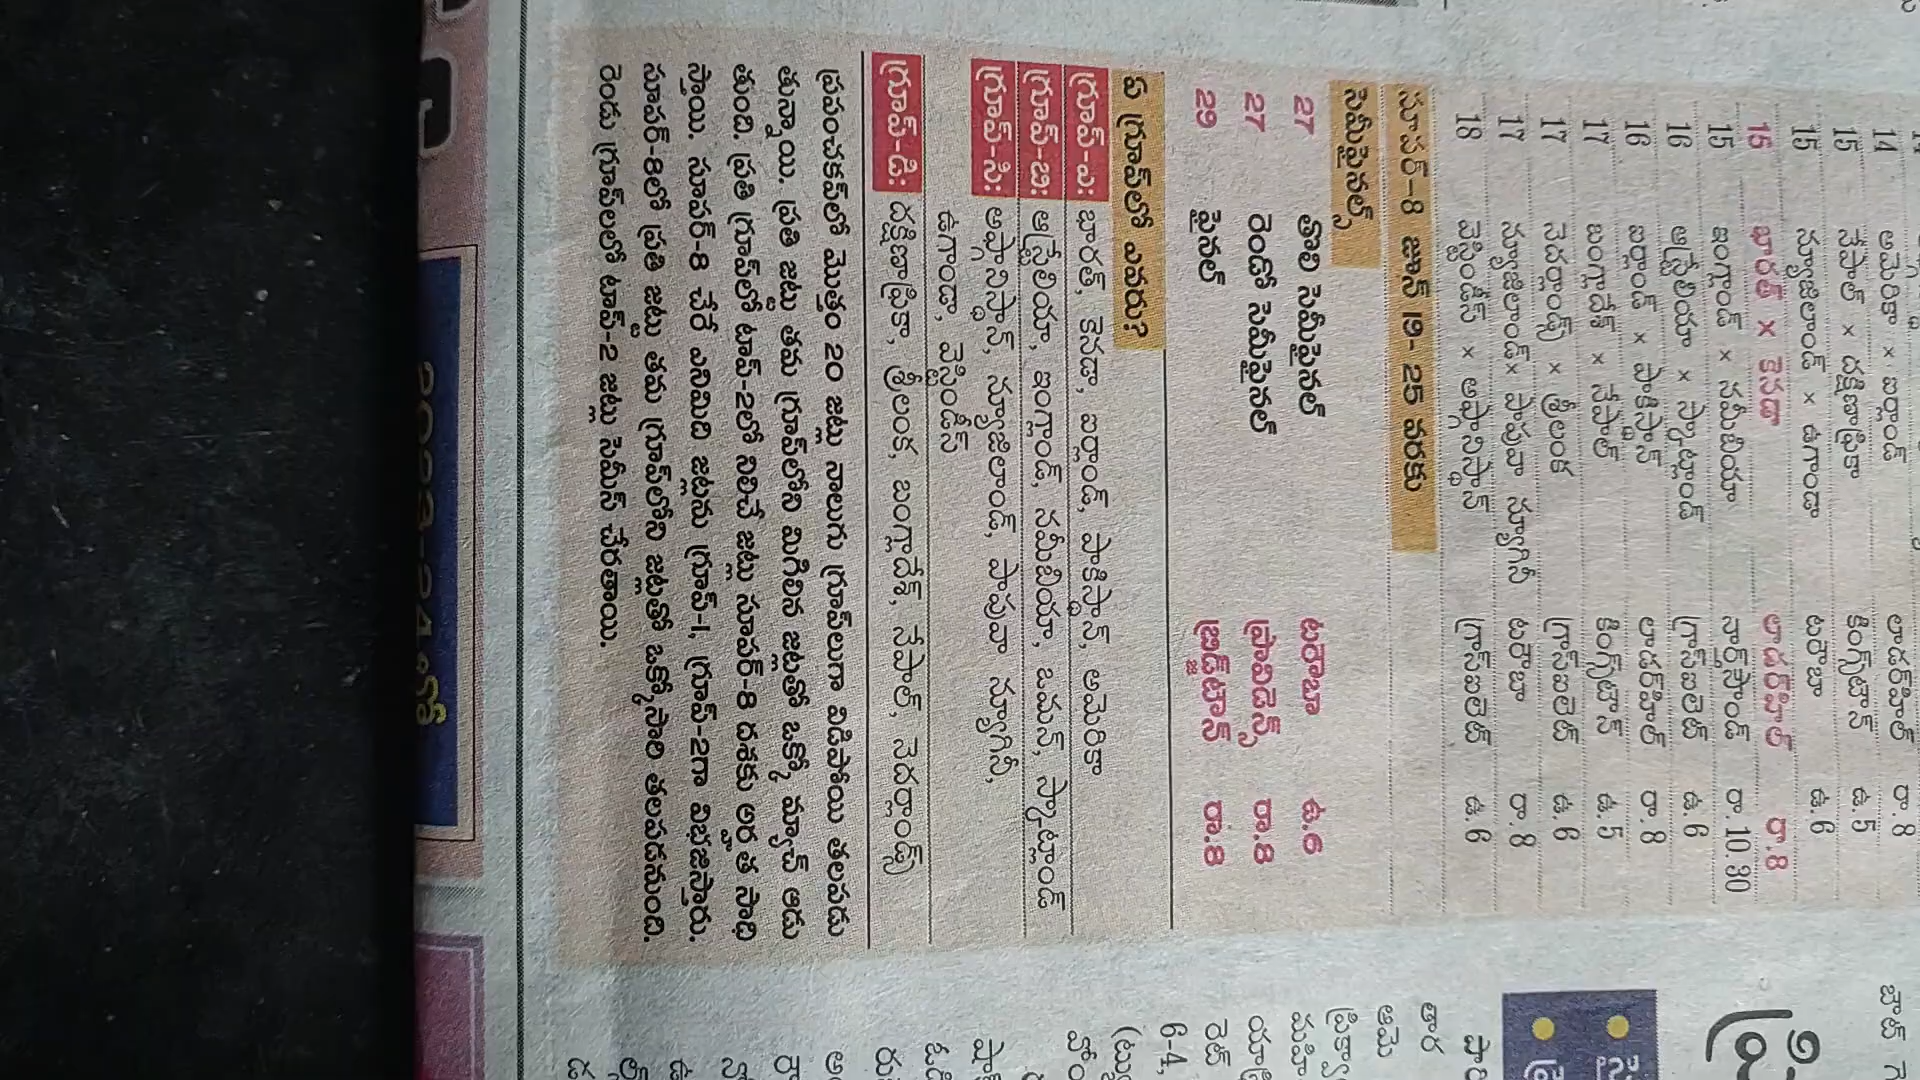 14 అమెరికా × ఐర్లాండ్ లాడర్‌హిల్ రా.8
15 నేపాల్ × దక్షిణాఫ్రికా కింగ్స్‌టౌన్ ఉ.5
15 న్యూజిలాండ్ × ఉగాండా టరౌబా ఉ.6
15 భారత్ × కెనడా లాడర్‌హిల్ రా.8
15 ఇంగ్లాండ్ × నమీబియా నార్త్‌సౌండ్ రా.10.30
16 ఆస్ట్రేలియా × స్కాట్లాండ్ గ్రాస్ఐలెట్ ఉ.6
16 ఐర్లాండ్ × పాకిస్థాన్ లాడర్‌హిల్ రా.8
17 బంగ్లాదేశ్ × నేపాల్ కింగ్స్‌టౌన్ ఉ.5
17 నెదర్లాండ్స్ × శ్రీలంక గ్రాస్ఐలెట్ ఉ.6
17 న్యూజిలాండ్ × పాపువా న్యూగినీ టరౌబా రా.8
18 వెస్టిండీస్ × అఫ్గానిస్థాన్ గ్రాస్ఐలెట్ ఉ.6
సూపర్-8 జూన్ 19- 25 వరకు
సెమీఫైనల్స్
27 తొలి సెమీఫైనల్ టరౌబా ఉ.6
27 రెండో సెమీఫైనల్ ప్రొవిడెన్స్ రా.8
29 ఫైనల్ బ్రిడ్జ్‌టౌన్ రా.8
ఏ గ్రూప్‌లో ఎవరు?
గ్రూప్-ఎ: భారత్, కెనడా, ఐర్లాండ్, పాకిస్థాన్, అమెరికా
గ్రూప్-బి: ఆస్ట్రేలియా, ఇంగ్లాండ్, నమీబియా, ఒమన్, స్కాట్లాండ్
గ్రూప్-సి: అఫ్గానిస్థాన్, న్యూజిలాండ్, పాపువా న్యూగినీ,
ఉగాండా, వెస్టిండీస్
గ్రూప్-డి: దక్షిణాఫ్రికా, శ్రీలంక, బంగ్లాదేశ్, నేపాల్, నెదర్లాండ్స్
ప్రపంచకప్‌లో మొత్తం 20 జట్లు నాలుగు గ్రూప్‌లుగా విడిపోయి తలపడు
తున్నాయి. ప్రతి జట్టు తమ గ్రూప్‌లోని మిగిలిన జట్లతో ఒక్కో మ్యాచ్ ఆడు
తుంది. ప్రతి గ్రూప్‌లో టాప్-2లో నిలిచే జట్లు సూపర్-8 దశకు అర్హత సాధి
స్తాయి. సూపర్-8 చేరే ఎనిమిది జట్లను గ్రూప్-1, గ్రూప్-2గా విభజిస్తారు.
సూపర్-8లో ప్రతి జట్టు తమ గ్రూప్‌లోని జట్లతో ఒక్కోసారి తలపడనుంది.
రెండు గ్రూప్‌లలో టాప్-2 జట్లు సెమీస్ చేరతాయి.